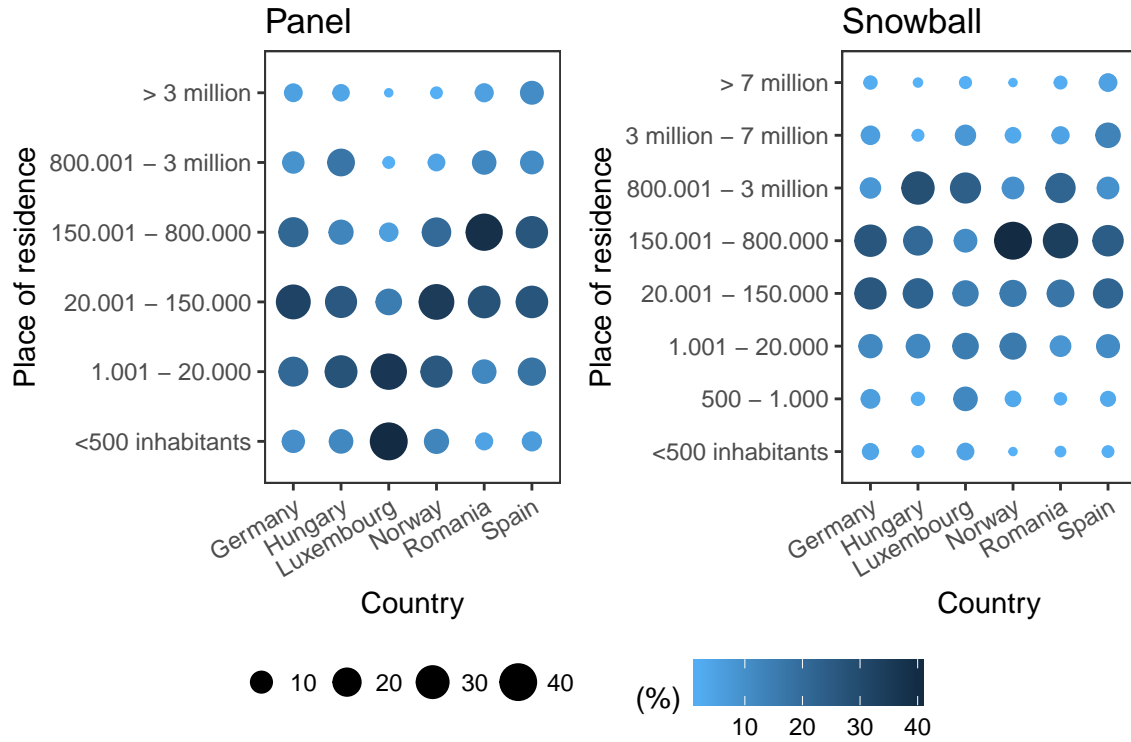 Panel
Place of residence
> 3 million
800.001 − 3 million
150.001 − 800.000
20.001 − 150.000
1.001 − 20.000
<500 inhabitants
Germany
Hungary
Luxembourg
Norway
Romania
Spain
Country
Snowball
Place of residence
> 7 million
3 million − 7 million
800.001 − 3 million
150.001 − 800.000
20.001 − 150.000
1.001 − 20.000
500 − 1.000
<500 inhabitants
Germany
Hungary
Luxembourg
Norway
Romania
Spain
Country
10 20 30 40
(%)
10 20 30 40